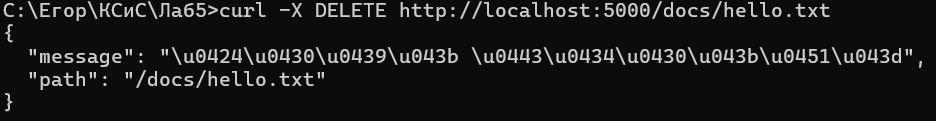 C:\Егор\КСиС\Ла65>curl -X DELETE http://localhost:5000/docs/hello.txt
{
  "message": "\u0424\u0430\u0439\u043b \u0443\u0434\u0430\u043b\u0451\u043d",
  "path": "/docs/hello.txt"
}